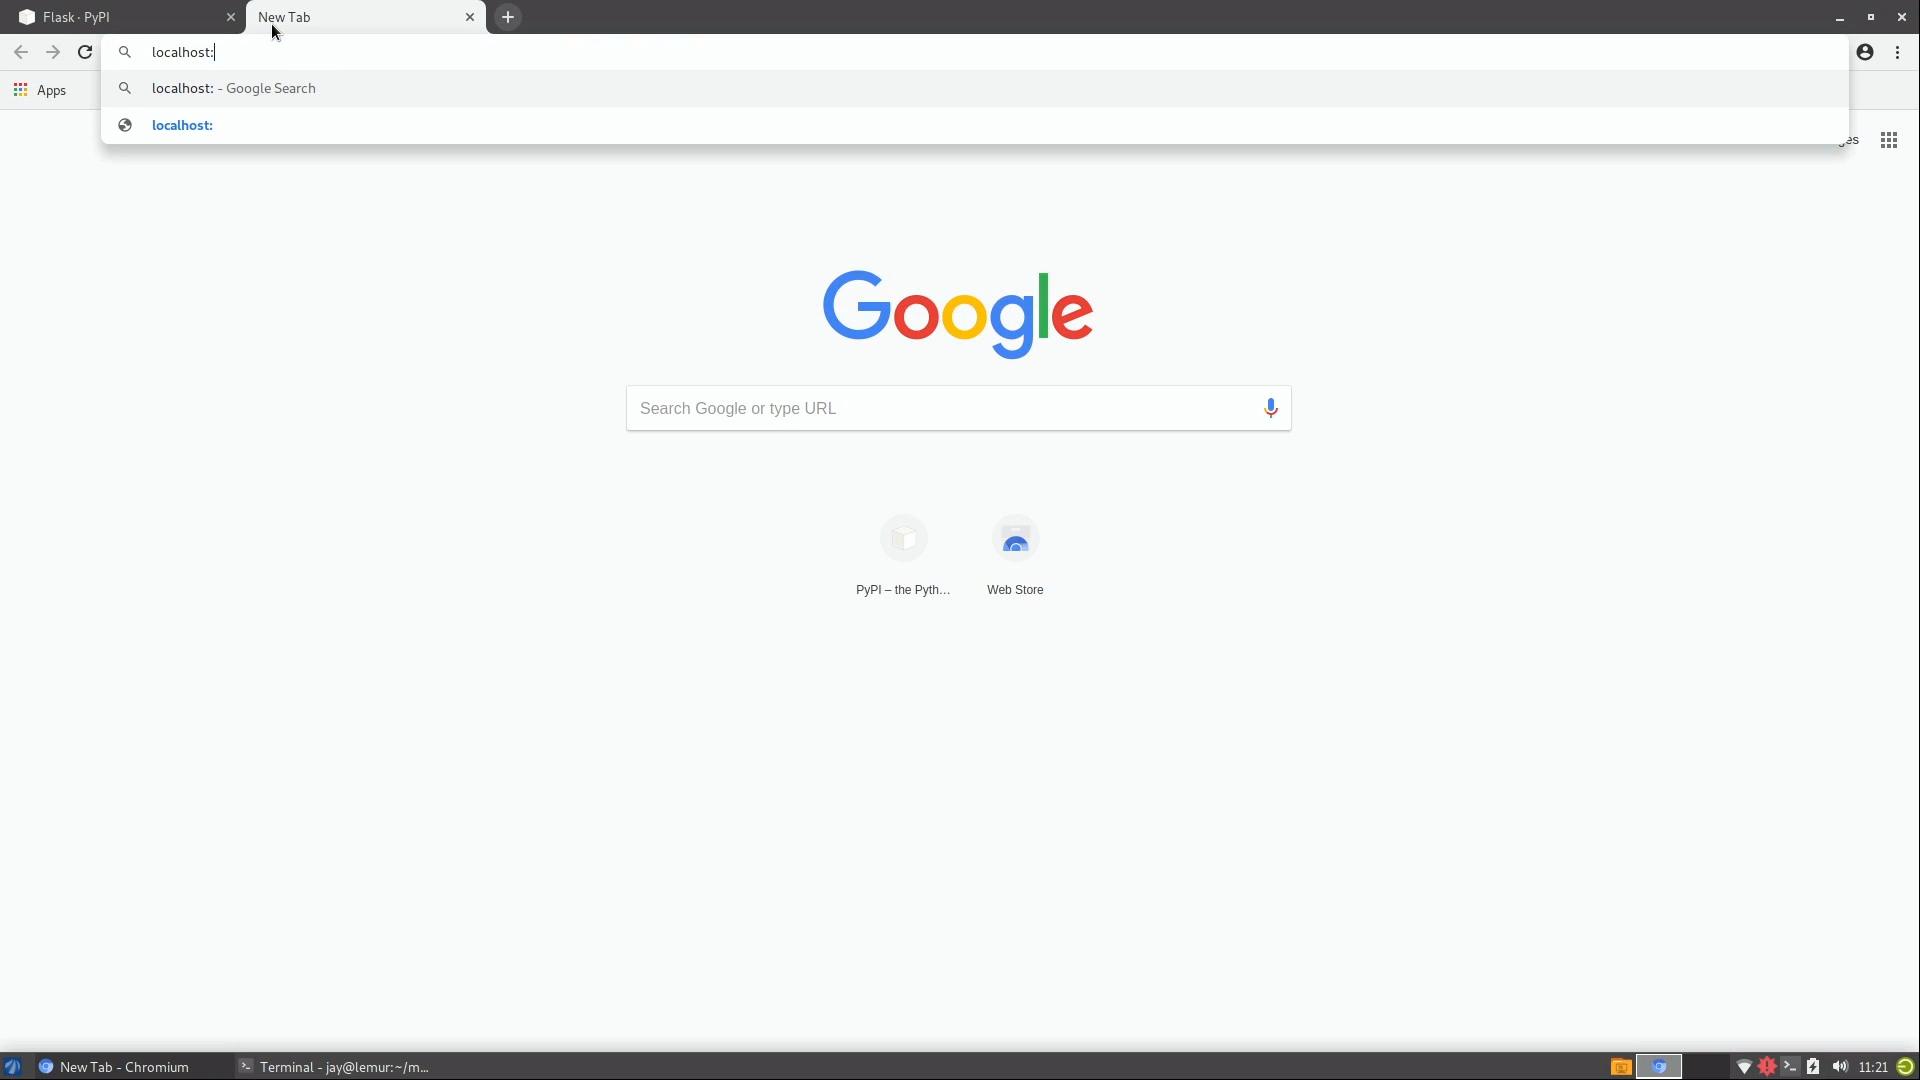 Flask · PyPI
New Tab
localhost:
localhost: - Google Search
localhost:
Apps
Google
Search Google or type URL
PyPI – the Pyth...
Web Store
New Tab - Chromium
Terminal - jay@lemur:~/m...
11:21